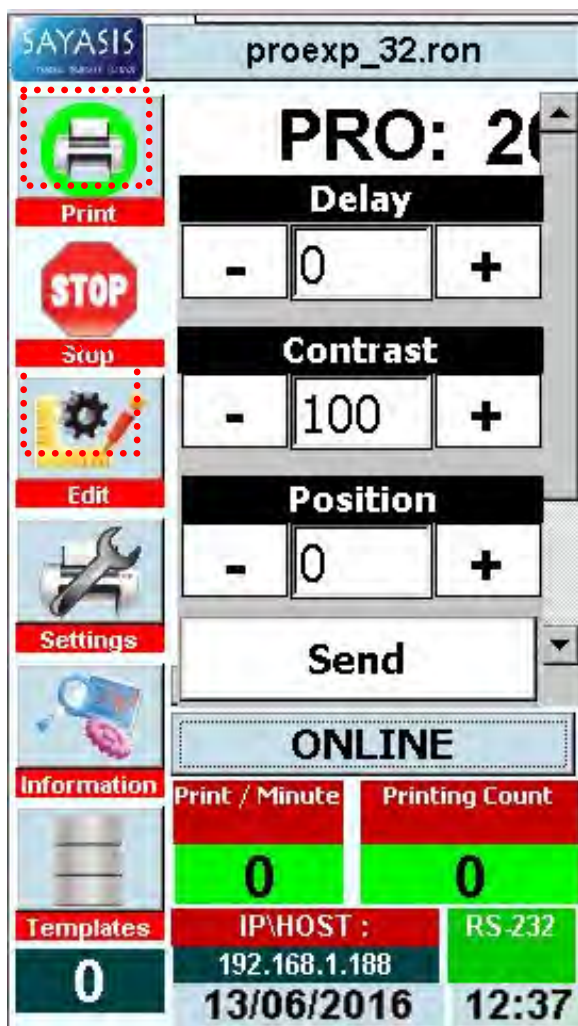 SAYASIS
proexp_32.ron
PRO: 20
Print
Delay
- 0 +
STOP
Stop
Contrast
- 100 +
Edit
Position
- 0 +
Settings
Send
ONLINE
Information
Print / Minute
Printing Count
0
0
Templates
IP\HOST :
RS-232
192.168.1.188
0
13/06/2016
12:37